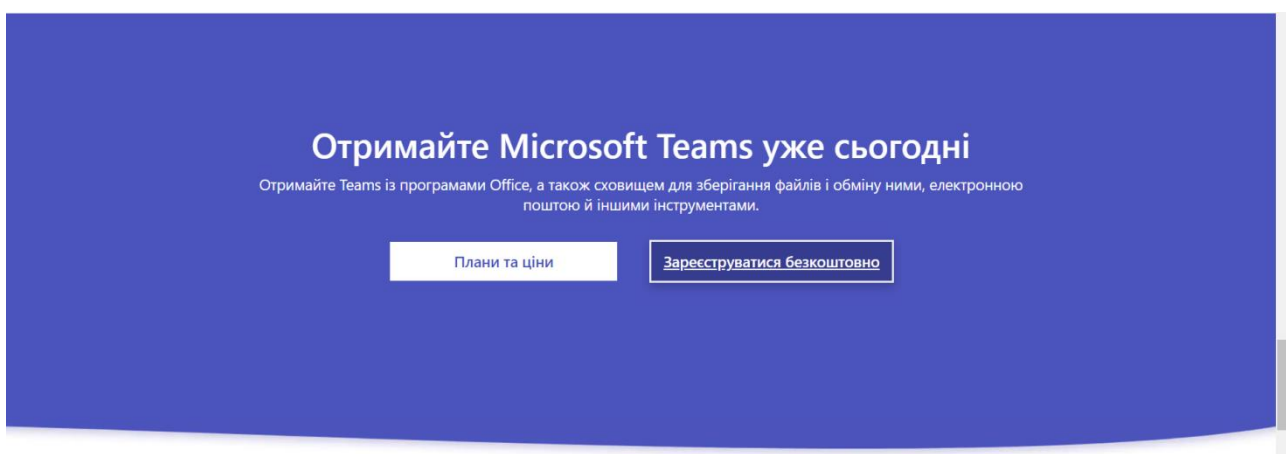 Отримайте Microsoft Teams уже сьогодні
Отримайте Teams із програмами Office, а також сховищем для зберігання файлів і обміну ними, електронною
поштою й іншими інструментами.
Плани та ціни
Зареєструватися безкоштовно